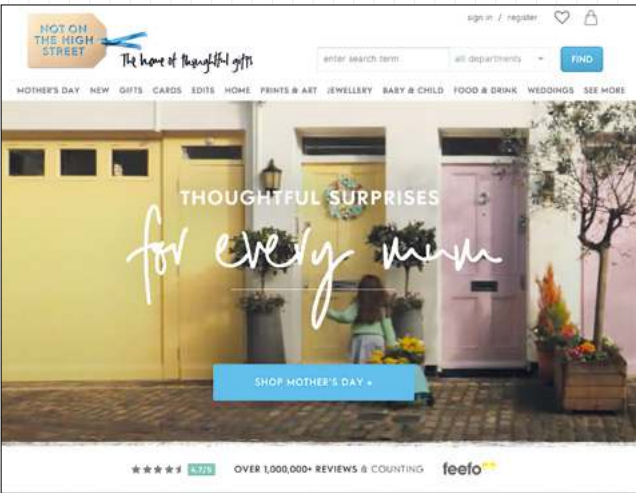 sign in / register
NOT ON
THE HIGH
STREET
The home of thoughtful gifts
enter search term
all departments
FIND
MOTHER'S DAY NEW GIFTS CARDS EDITS HOME PRINTS & ART JEWELLERY BABY & CHILD FOOD & DRINK WEDDINGS SEE MORE
THOUGHTFUL SURPRISES
for every mum
SHOP MOTHER'S DAY »
4.7/5 OVER 1,000,000+ REVIEWS & COUNTING feefo